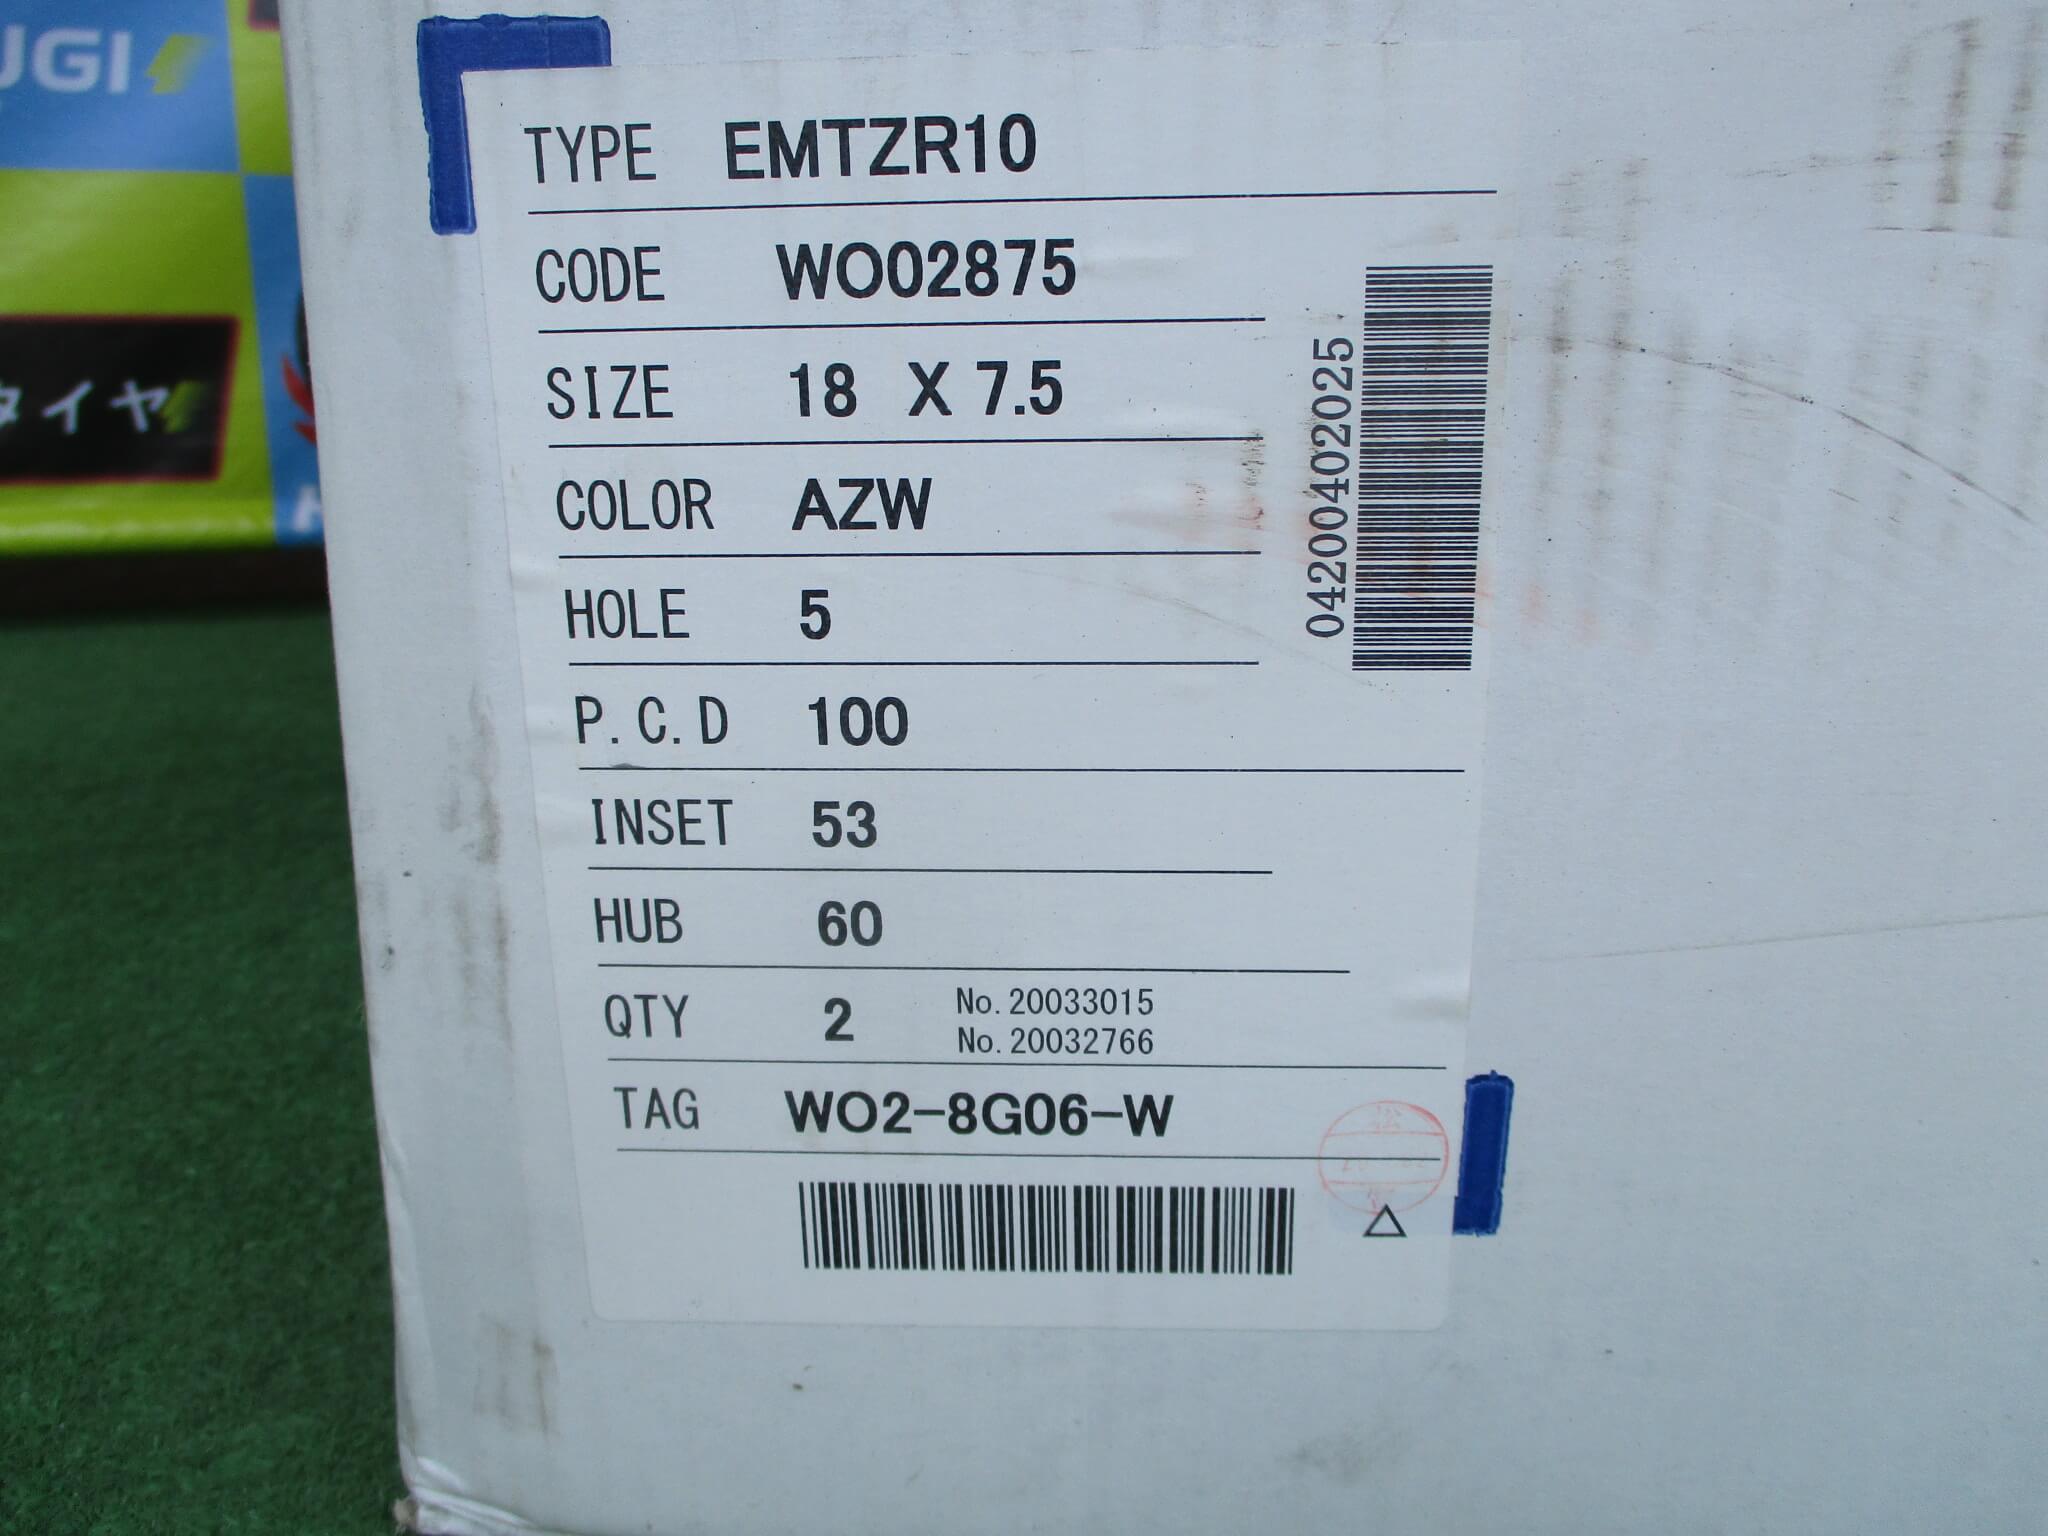 UGI
タイヤ
TYPE EMTZR10
CODE WO02875
SIZE 18 X 7.5
COLOR AZW
HOLE 5
P.C.D 100
INSET 53
HUB 60
QTY 2 No.20033015
No.20032766
TAG WO2-8G06-W
04200402025